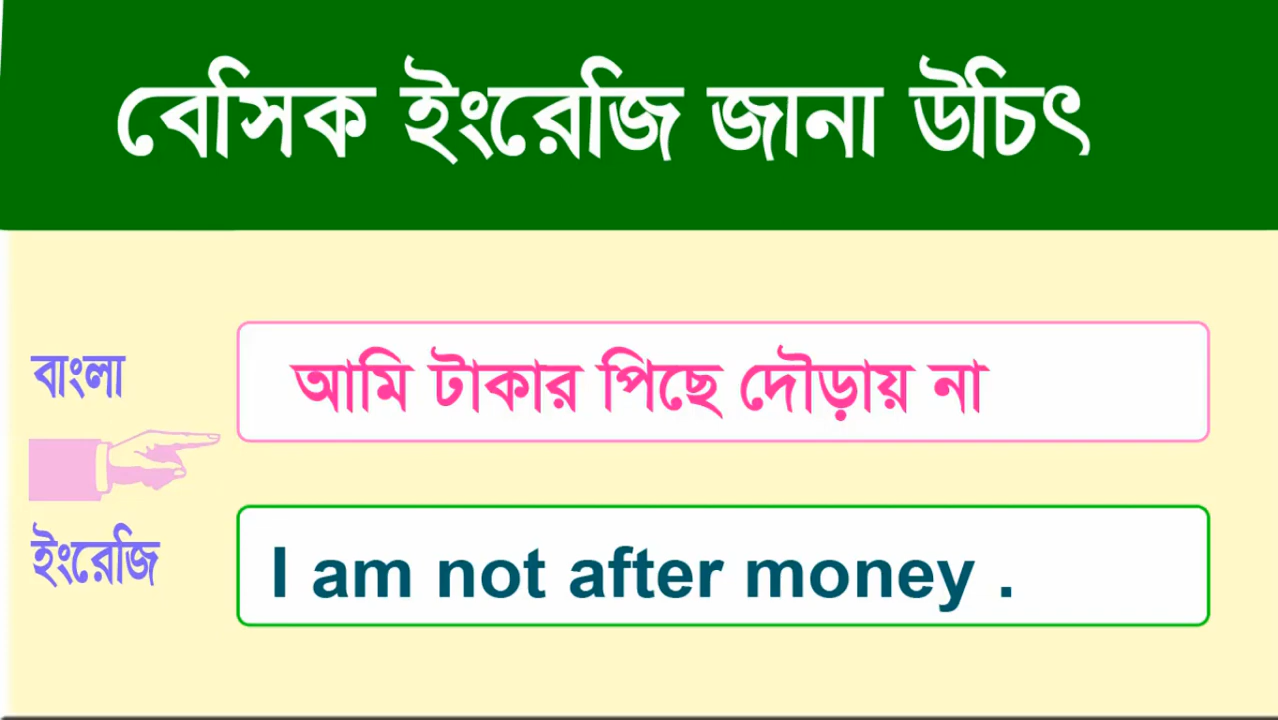 বেসিক ইংরেজি জানা উচিৎ
বাংলা
আমি টাকার পিছে দৌড়ায় না
ইংরেজি
I am not after money .